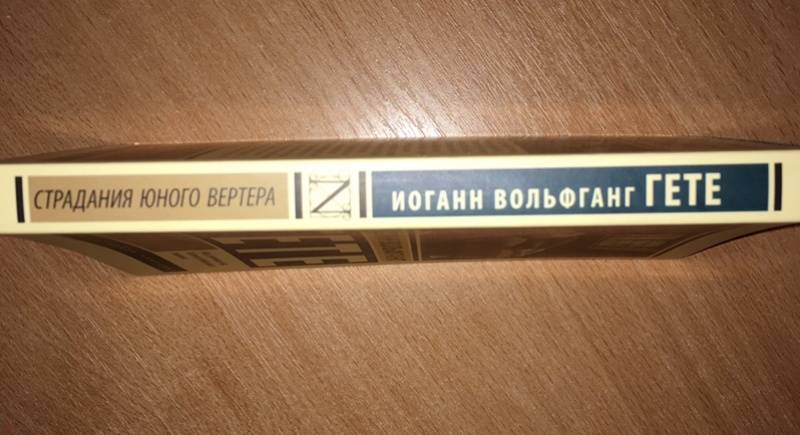 СТРАДАНИЯ ЮНОГО ВЕРТЕРА
N
ИОГАНН ВОЛЬФГАНГ ГЕТЕ